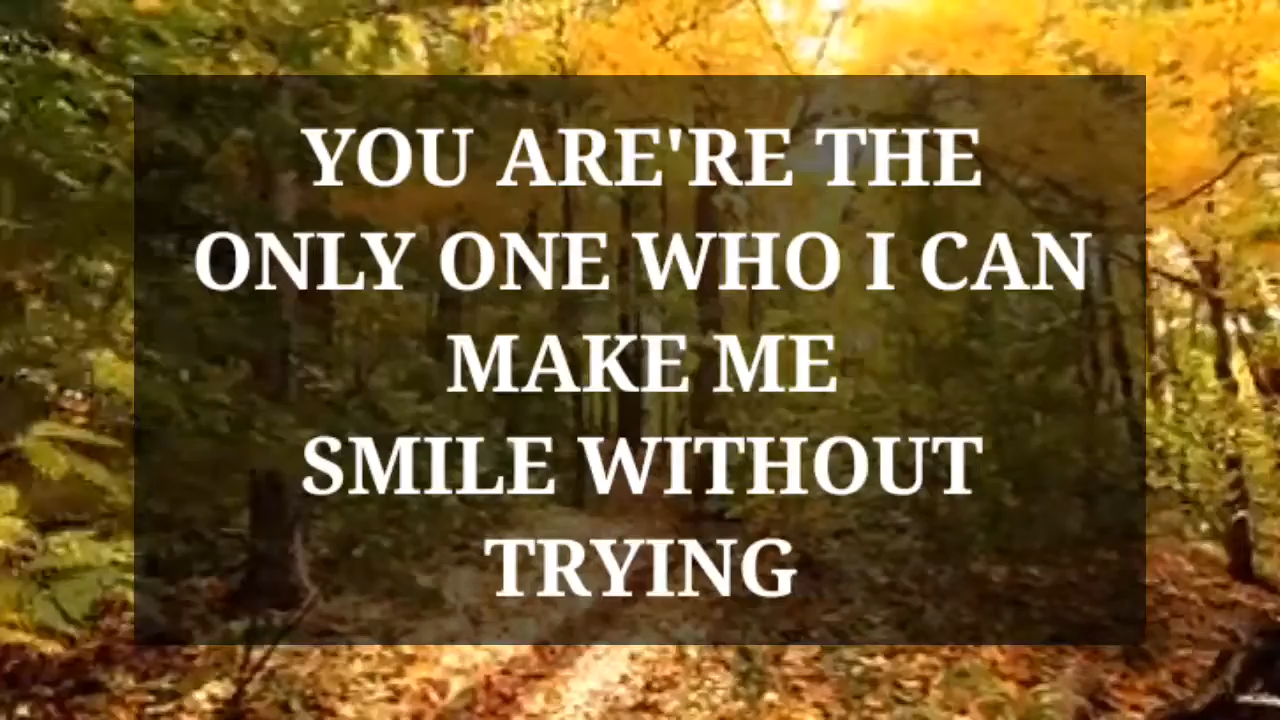 YOU ARE'RE THE
ONLY ONE WHO I CAN
MAKE ME
SMILE WITHOUT
TRYING